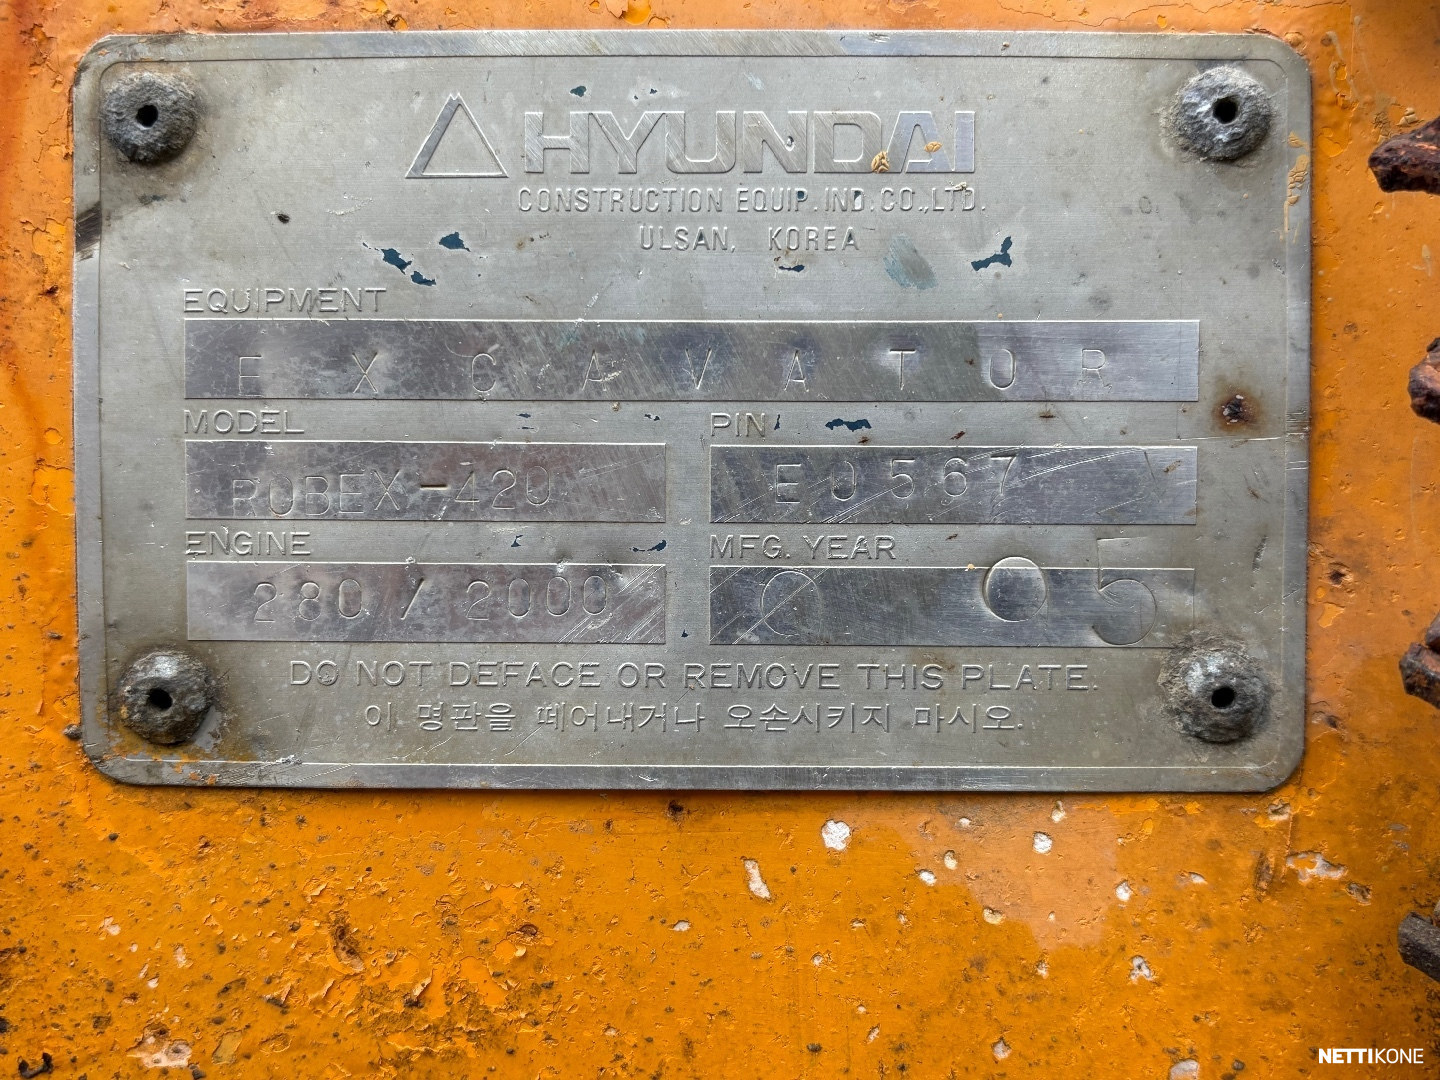 HYUNDAI
CONSTRUCTION EQUIP. IND. CO., LTD.
ULSAN, KOREA
EQUIPMENT
EXCAVATOR
MODEL
PIN
ROBEX-420
E0567
ENGINE
MFG. YEAR
280 / 2000
95
DO NOT DEFACE OR REMOVE THIS PLATE.
이 명판을 떼어내거나 오손시키지 마시오.
NETTIKONE